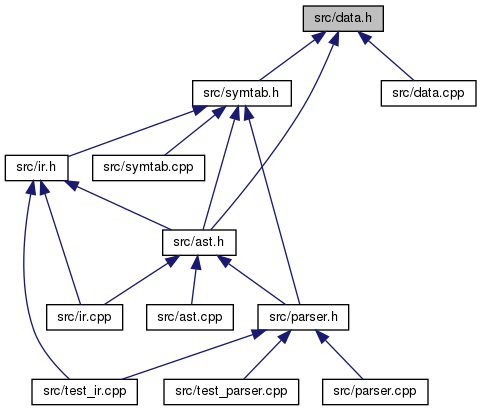 src/data.h
src/symtab.h
src/data.cpp
src/ir.h
src/symtab.cpp
src/ast.h
src/ir.cpp
src/ast.cpp
src/parser.h
src/test_ir.cpp
src/test_parser.cpp
src/parser.cpp